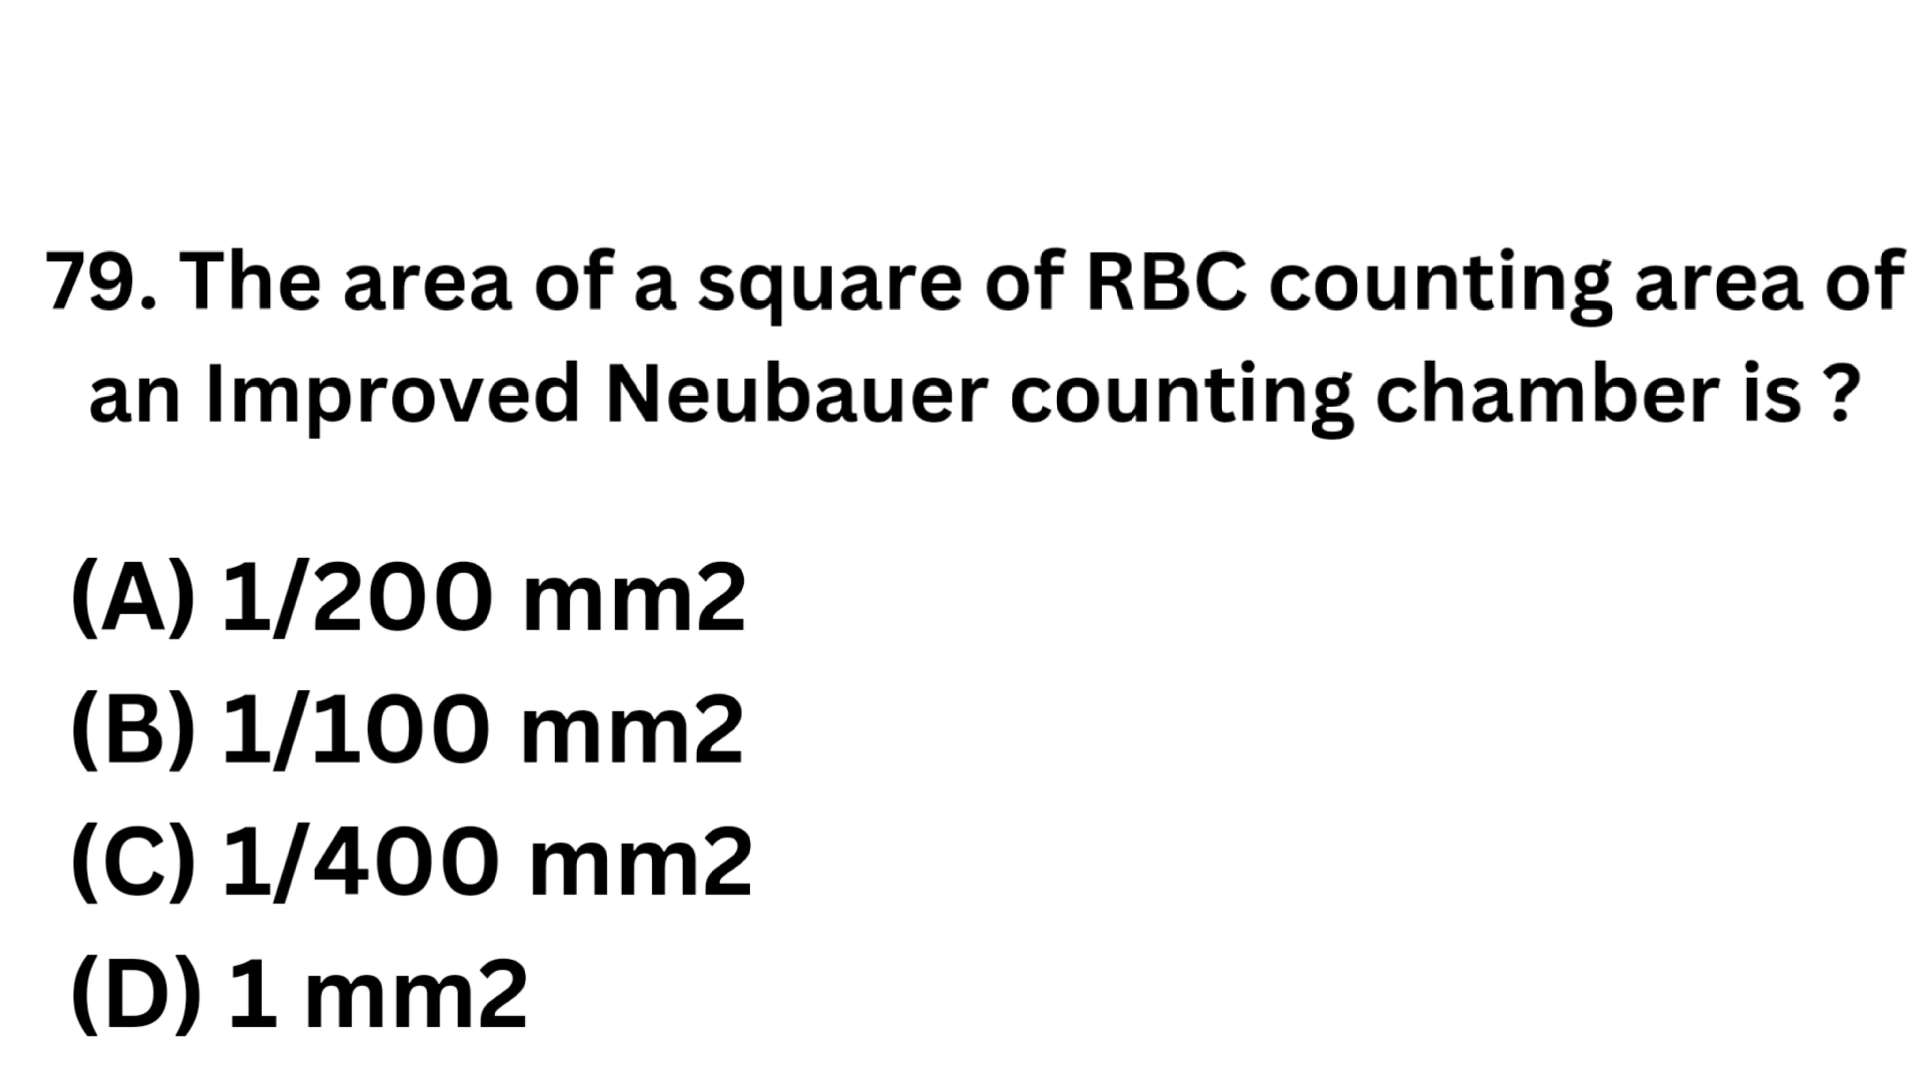 79. The area of a square of RBC counting area of
an Improved Neubauer counting chamber is ?
(A) 1/200 mm2
(B) 1/100 mm2
(C) 1/400 mm2
(D) 1 mm2